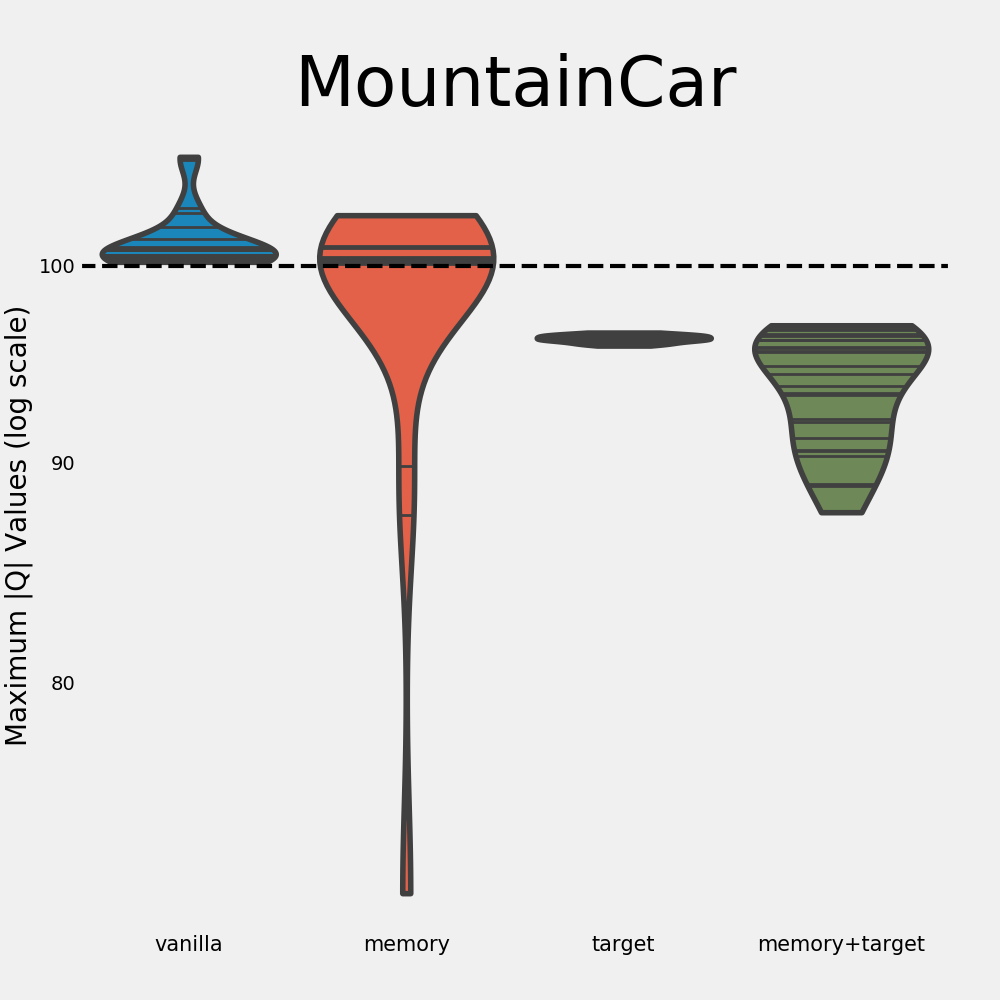 MountainCar
Maximum |Q| Values (log scale)
100
90
80
vanilla
memory
target
memory+target